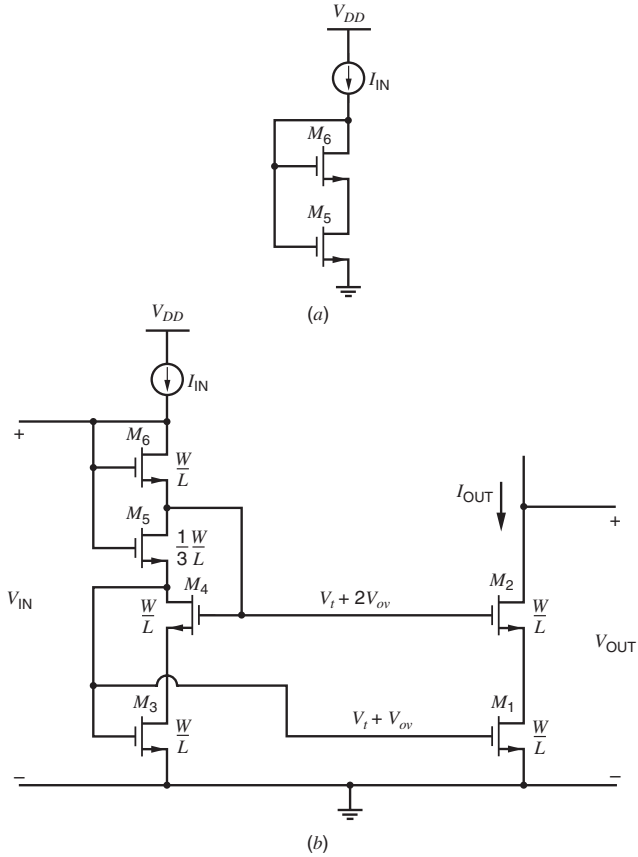 V_DD
I_IN
M_6
M_5
(a)
V_DD
I_IN
+
M_6
W/L
M_5
1/3 W/L
I_OUT
+
V_IN
M_4
W/L
V_t + 2V_ov
M_2
W/L
V_OUT
M_3
W/L
V_t + V_ov
M_1
W/L
–
–
(b)